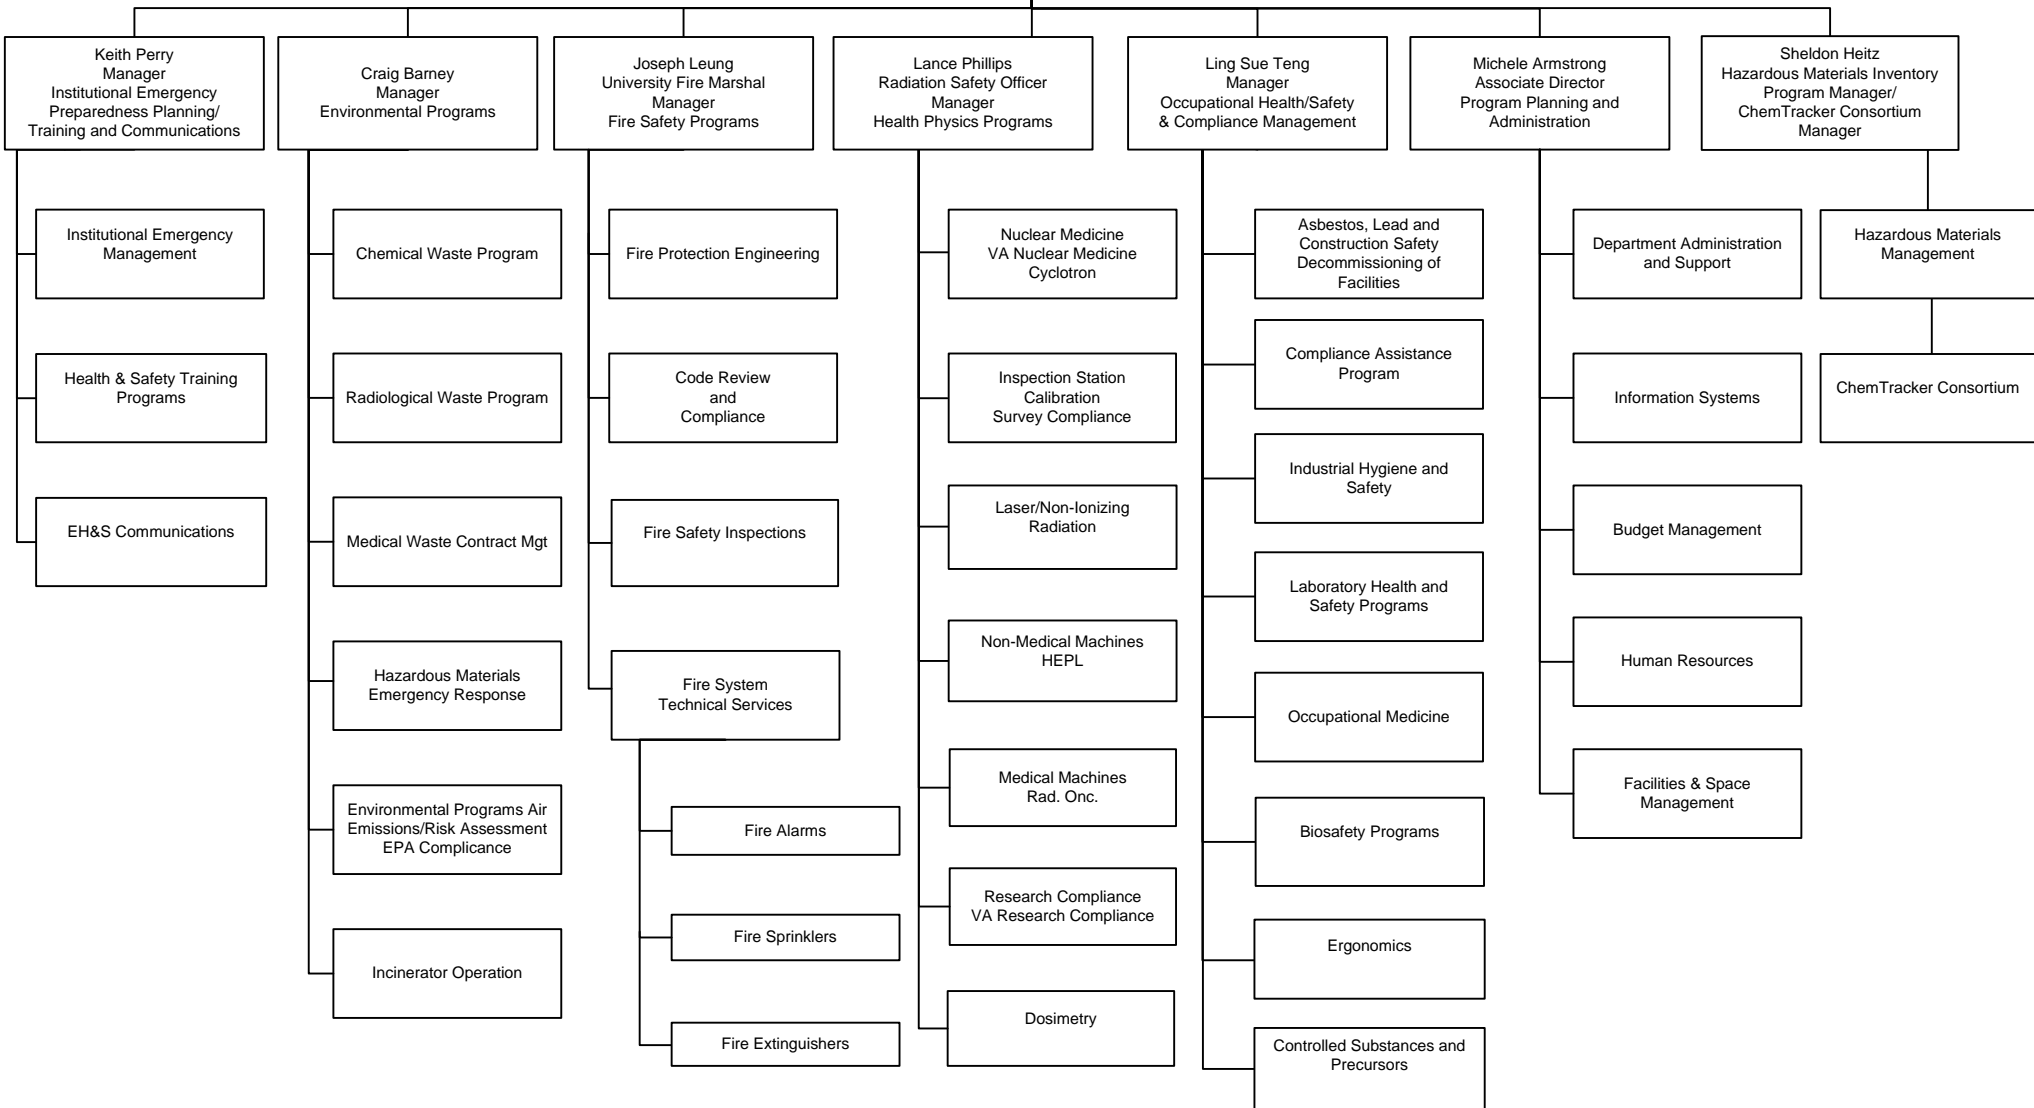 Keith Perry
Manager
Institutional Emergency
Preparedness Planning/
Training and Communications
Craig Barney
Manager
Environmental Programs
Joseph Leung
University Fire Marshal
Manager
Fire Safety Programs
Lance Phillips
Radiation Safety Officer
Manager
Health Physics Programs
Ling Sue Teng
Manager
Occupational Health/Safety
& Compliance Management
Michele Armstrong
Associate Director
Program Planning and
Administration
Sheldon Heitz
Hazardous Materials Inventory
Program Manager/
ChemTracker Consortium
Manager
Institutional Emergency
Management
Health & Safety Training
Programs
EH&S Communications
Chemical Waste Program
Radiological Waste Program
Medical Waste Contract Mgt
Hazardous Materials
Emergency Response
Environmental Programs Air
Emissions/Risk Assessment
EPA Complicance
Incinerator Operation
Fire Protection Engineering
Code Review
and
Compliance
Fire Safety Inspections
Fire System
Technical Services
Fire Alarms
Fire Sprinklers
Fire Extinguishers
Nuclear Medicine
VA Nuclear Medicine
Cyclotron
Inspection Station
Calibration
Survey Compliance
Laser/Non-Ionizing
Radiation
Non-Medical Machines
HEPL
Medical Machines
Rad. Onc.
Research Compliance
VA Research Compliance
Dosimetry
Asbestos, Lead and
Construction Safety
Decommissioning of
Facilities
Compliance Assistance
Program
Industrial Hygiene and
Safety
Laboratory Health and
Safety Programs
Occupational Medicine
Biosafety Programs
Ergonomics
Controlled Substances and
Precursors
Department Administration
and Support
Information Systems
Budget Management
Human Resources
Facilities & Space
Management
Hazardous Materials
Management
ChemTracker Consortium